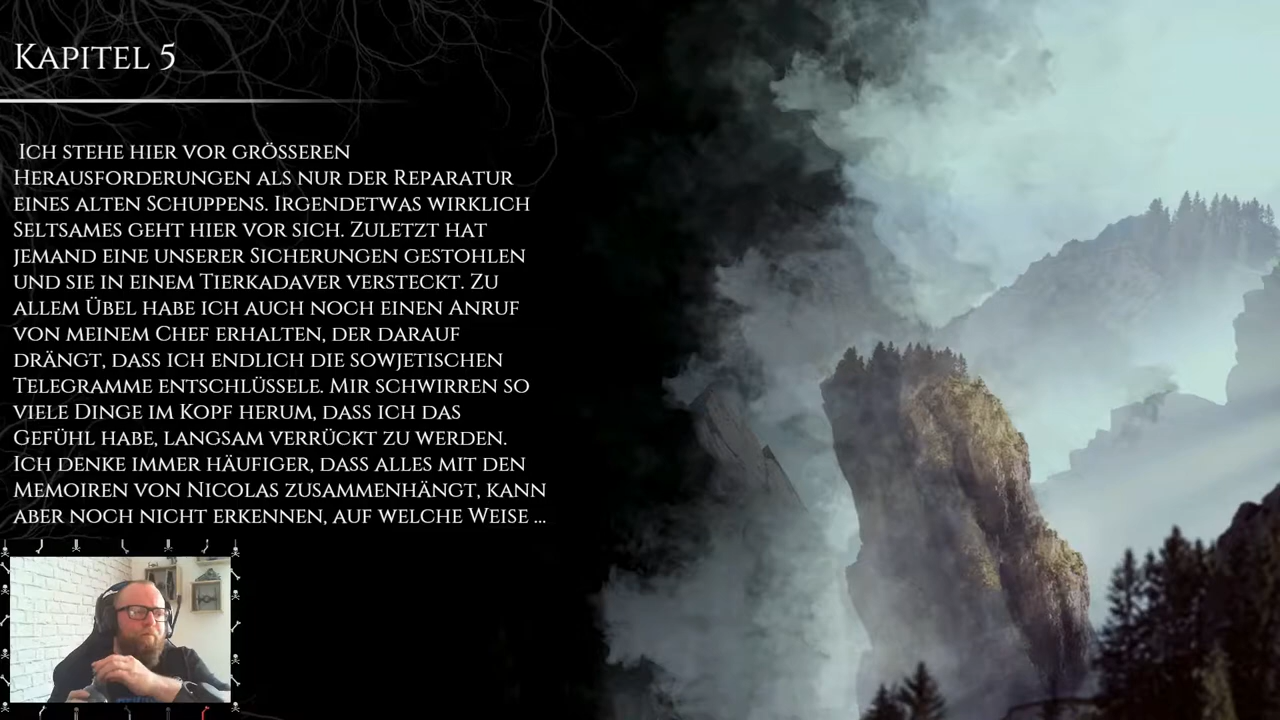 Kapitel 5
Ich stehe hier vor grösseren
Herausforderungen als nur der Reparatur
eines alten Schuppens. Irgendetwas wirklich
Seltsames geht hier vor sich. Zuletzt hat
jemand eine unserer Sicherungen gestohlen
und sie in einem Tierkadaver versteckt. Zu
allem Übel habe ich auch noch einen Anruf
von meinem Chef erhalten, der darauf
drängt, dass ich endlich die sowjetischen
Telegramme entschlüssele. Mir schwirren so
viele Dinge im Kopf herum, dass ich das
Gefühl habe, langsam verrückt zu werden.
Ich denke immer häufiger, dass alles mit den
Memoiren von Nicolas zusammenhängt, kann
aber noch nicht erkennen, auf welche Weise ...